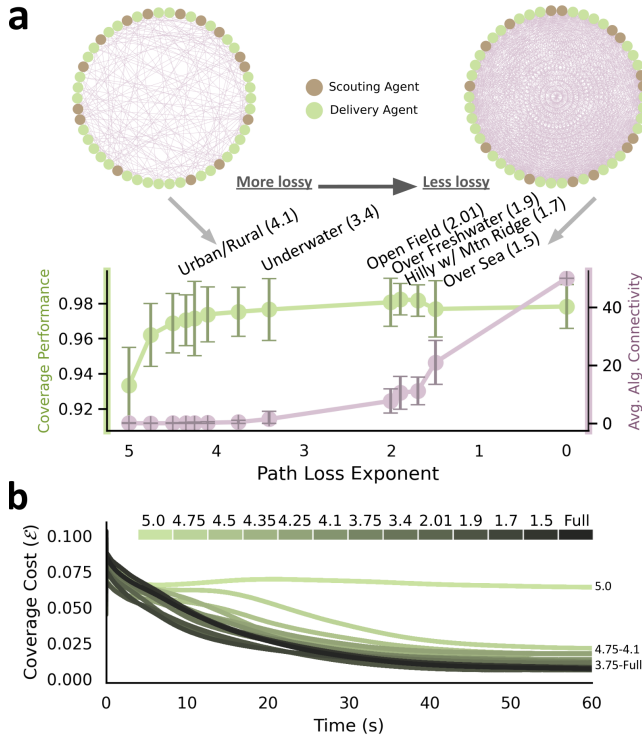 a
Scouting Agent
Delivery Agent
More lossy
Less lossy
Urban/Rural (4.1)
Underwater (3.4)
Open Field (2.01)
Over Freshwater (1.9)
Hilly w/ Mtn Ridge (1.7)
Over Sea (1.5)
Coverage Performance
0.98
0.96
0.94
0.92
40
20
0
Avg. Alg. Connectivity
5 4 3 2 1 0
Path Loss Exponent
b
5.0 4.75 4.5 4.35 4.25 4.1 3.75 3.4 2.01 1.9 1.7 1.5 Full
Coverage Cost (ℰ)
0.100
0.075
0.050
0.025
0.000
5.0
4.75-4.1
3.75-Full
0 10 20 30 40 50 60
Time (s)